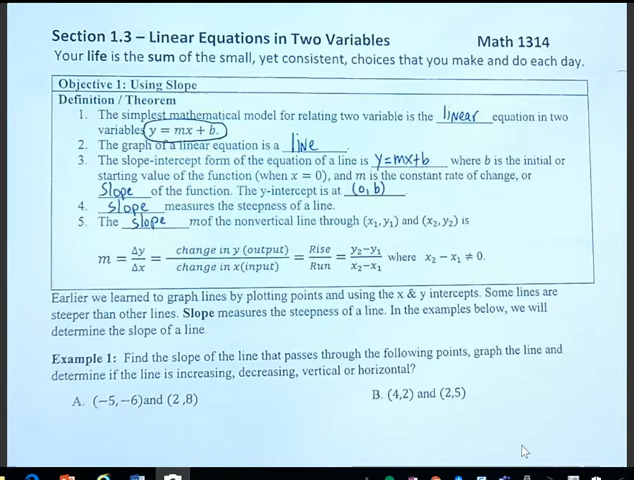 Section 1.3 – Linear Equations in Two Variables Math 1314
Your life is the sum of the small, yet consistent, choices that you make and do each day.
Objective 1: Using Slope
Definition / Theorem
1. The simplest mathematical model for relating two variable is the linear equation in two
variables y = mx + b.
2. The graph of a linear equation is a line.
3. The slope-intercept form of the equation of a line is y=mx+b where b is the initial or
starting value of the function (when x = 0), and m is the constant rate of change, or
Slope of the function. The y-intercept is at (0, b)
4. slope measures the steepness of a line.
5. The slope mof the nonvertical line through (x₁, y₁) and (x₂, y₂) is
m = Δy/Δx = change in y (output)/change in x(input) = Rise/Run = y₂−y₁/x₂−x₁ where x₂ − x₁ ≠ 0.
Earlier we learned to graph lines by plotting points and using the x & y intercepts. Some lines are
steeper than other lines. Slope measures the steepness of a line. In the examples below, we will
determine the slope of a line
Example 1: Find the slope of the line that passes through the following points, graph the line and
determine if the line is increasing, decreasing, vertical or horizontal?
A. (−5, −6)and (2 ,8) B. (4,2) and (2,5)